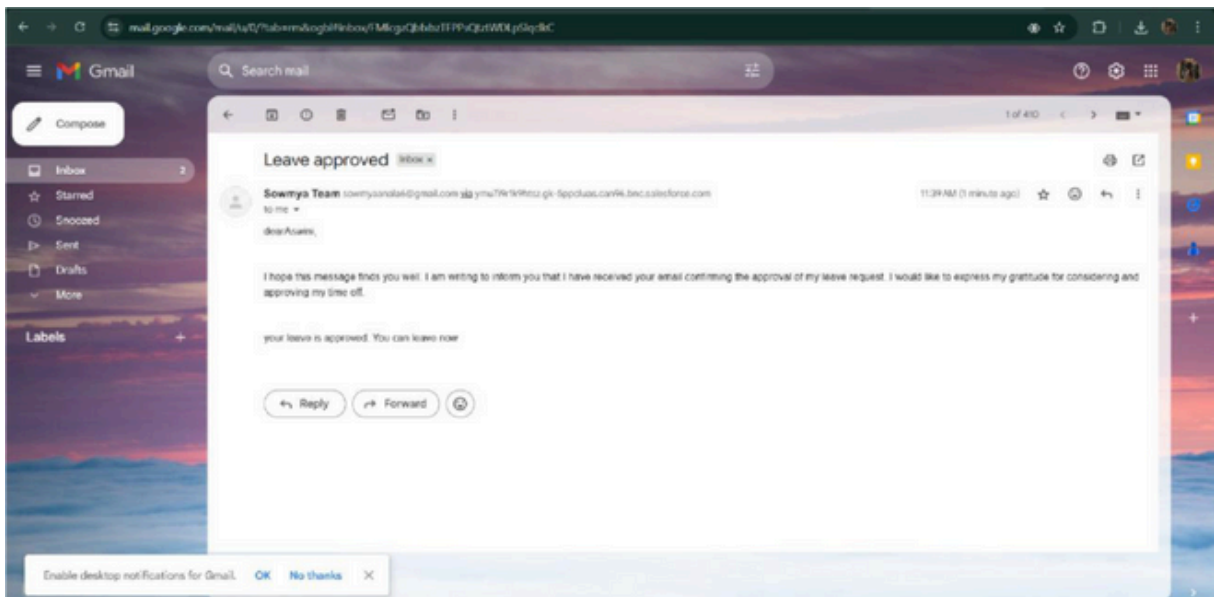 Gmail
Search mail
Compose
1 of 410
Inbox 2
Starred
Snoozed
Sent
Drafts
More
Labels +
Leave approved Inbox x
Sowmya Team via
11:39 AM (1 minute ago)
to me
dear
I hope this message finds you well. I am writing to inform you that I have received your email confirming the approval of my leave request. I would like to express my gratitude for considering and
approving my time off.
your leave is approved. You can leave now
Reply Forward
Enable desktop notifications for Gmail. OK No thanks